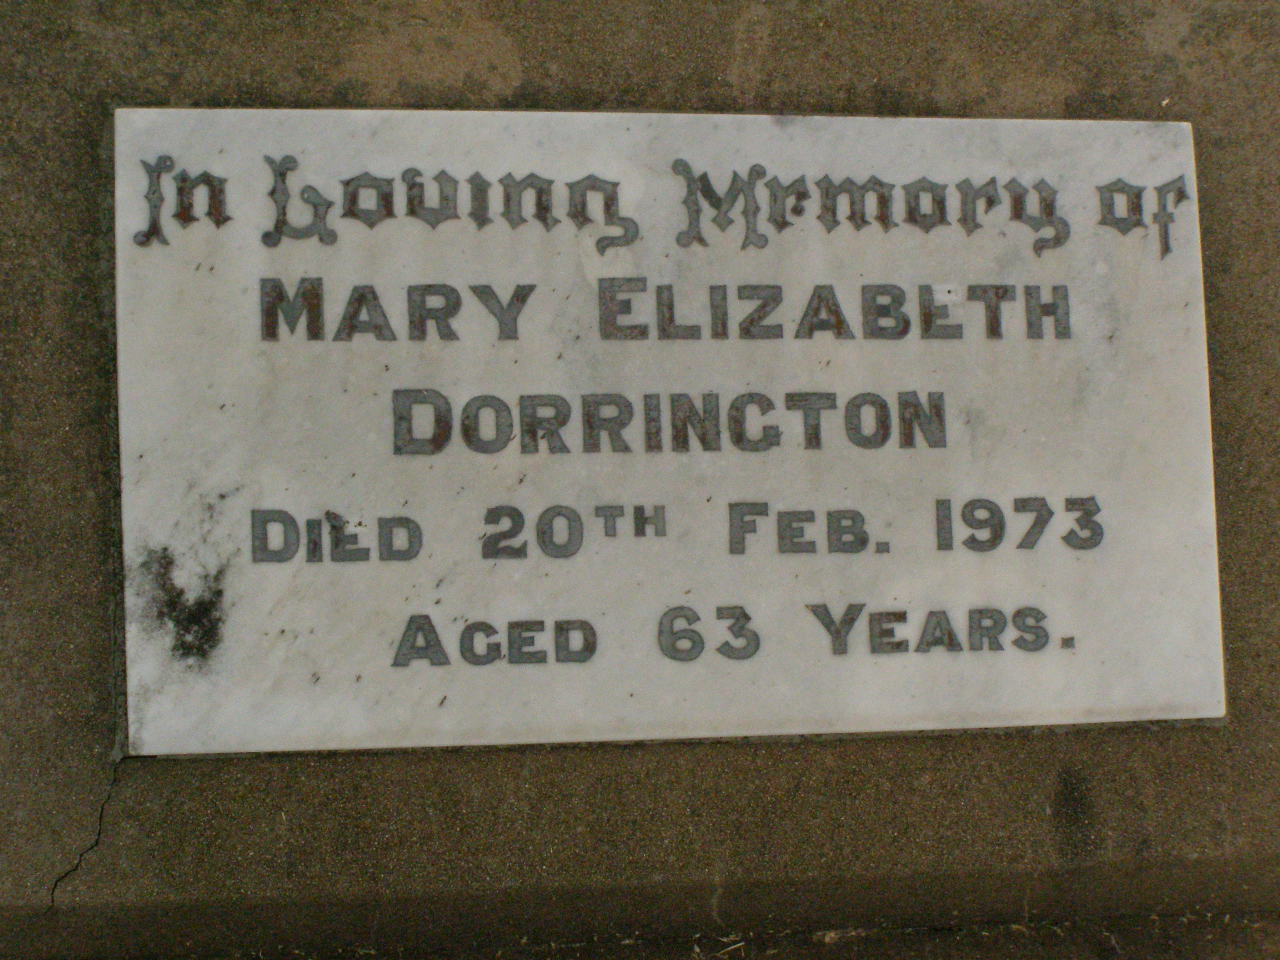 In Loving Memory of
MARY ELIZABETH
DORRINGTON
DIED 20TH FEB. 1973
AGED 63 YEARS.